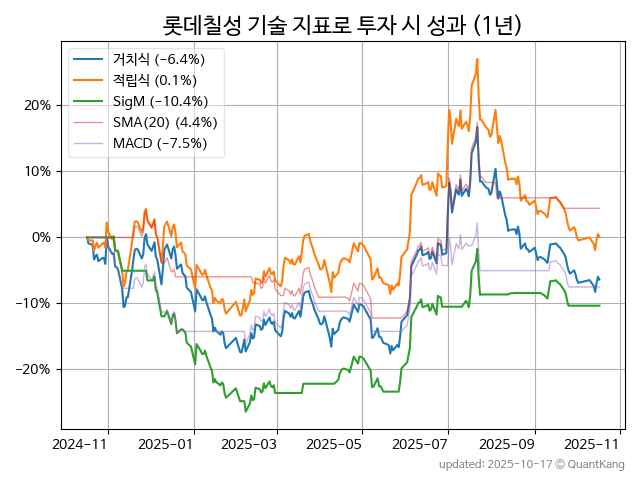 롯데칠성 기술 지표로 투자 시 성과 (1년)
거치식 (−6.4%)
적립식 (0.1%)
SigM (−10.4%)
SMA(20) (4.4%)
MACD (−7.5%)
20%
10%
0%
−10%
−20%
2024-11 2025-01 2025-03 2025-05 2025-07 2025-09 2025-11
updated: 2025-10-17 ⓒ QuantKang